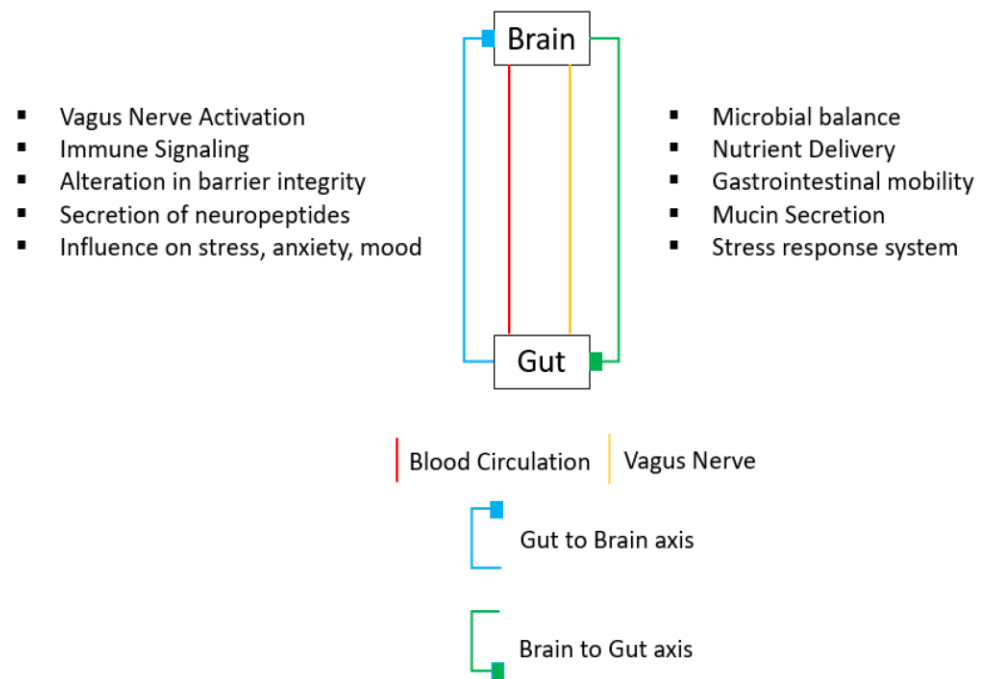 Brain
▪ Vagus Nerve Activation
▪ Immune Signaling
▪ Alteration in barrier integrity
▪ Secretion of neuropeptides
▪ Influence on stress, anxiety, mood
▪ Microbial balance
▪ Nutrient Delivery
▪ Gastrointestinal mobility
▪ Mucin Secretion
▪ Stress response system
Gut
Blood Circulation
Vagus Nerve
Gut to Brain axis
Brain to Gut axis